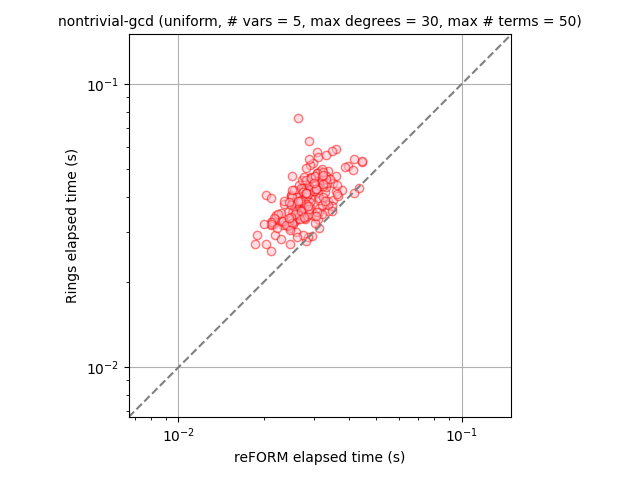 nontrivial-gcd (uniform, # vars = 5, max degrees = 30, max # terms = 50)
10⁻¹
10⁻²
Rings elapsed time (s)
10⁻² 10⁻¹
reFORM elapsed time (s)